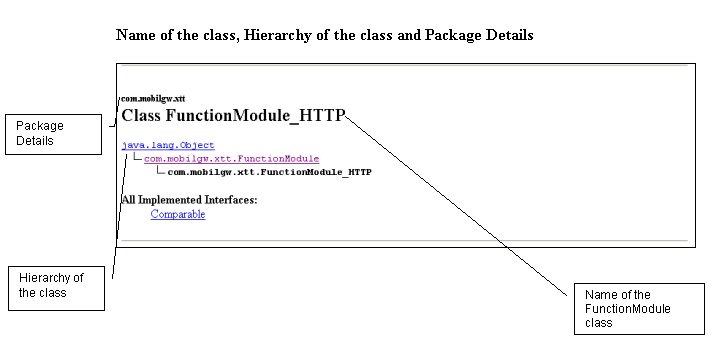 Name of the class, Hierarchy of the class and Package Details
com.mobilgw.xtt
Class FunctionModule_HTTP
Package
Details
java.lang.Object
com.mobilgw.xtt.FunctionModule
com.mobilgw.xtt.FunctionModule_HTTP
All Implemented Interfaces:
Comparable
Hierarchy of
the class
Name of the
FunctionModule
class